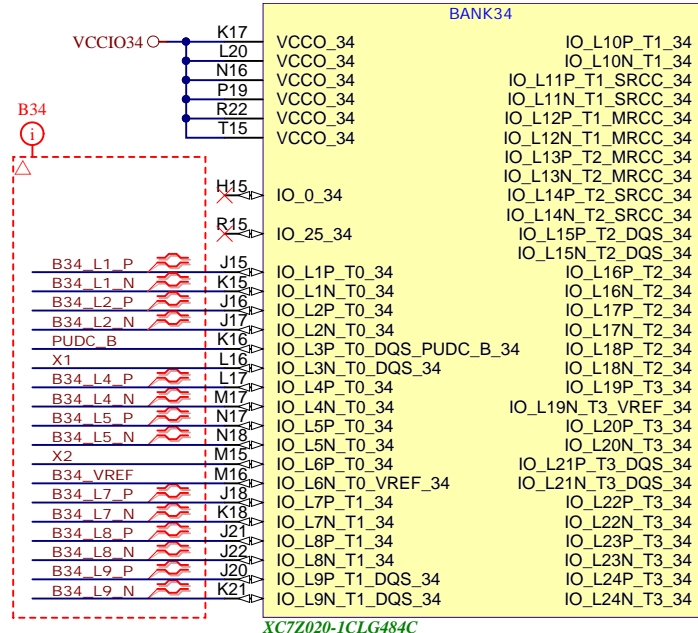 BANK34
VCCIO34
K17 VCCO_34 IO_L10P_T1_34
L20 VCCO_34 IO_L10N_T1_34
N16 VCCO_34 IO_L11P_T1_SRCC_34
P19 VCCO_34 IO_L11N_T1_SRCC_34
R22 VCCO_34 IO_L12P_T1_MRCC_34
T15 VCCO_34 IO_L12N_T1_MRCC_34
B34
i
IO_L13P_T2_MRCC_34
IO_L13N_T2_MRCC_34
H15 IO_0_34 IO_L14P_T2_SRCC_34
IO_L14N_T2_SRCC_34
R15 IO_25_34 IO_L15P_T2_DQS_34
IO_L15N_T2_DQS_34
B34_L1_P J15 IO_L1P_T0_34 IO_L16P_T2_34
B34_L1_N K15 IO_L1N_T0_34 IO_L16N_T2_34
B34_L2_P J16 IO_L2P_T0_34 IO_L17P_T2_34
B34_L2_N J17 IO_L2N_T0_34 IO_L17N_T2_34
PUDC_B K16 IO_L3P_T0_DQS_PUDC_B_34 IO_L18P_T2_34
X1 L16 IO_L3N_T0_DQS_34 IO_L18N_T2_34
B34_L4_P L17 IO_L4P_T0_34 IO_L19P_T3_34
B34_L4_N M17 IO_L4N_T0_34 IO_L19N_T3_VREF_34
B34_L5_P N17 IO_L5P_T0_34 IO_L20P_T3_34
B34_L5_N N18 IO_L5N_T0_34 IO_L20N_T3_34
X2 M15 IO_L6P_T0_34 IO_L21P_T3_DQS_34
B34_VREF M16 IO_L6N_T0_VREF_34 IO_L21N_T3_DQS_34
B34_L7_P J18 IO_L7P_T1_34 IO_L22P_T3_34
B34_L7_N K18 IO_L7N_T1_34 IO_L22N_T3_34
B34_L8_P J21 IO_L8P_T1_34 IO_L23P_T3_34
B34_L8_N J22 IO_L8N_T1_34 IO_L23N_T3_34
B34_L9_P J20 IO_L9P_T1_DQS_34 IO_L24P_T3_34
B34_L9_N K21 IO_L9N_T1_DQS_34 IO_L24N_T3_34
XC7Z020-1CLG484C